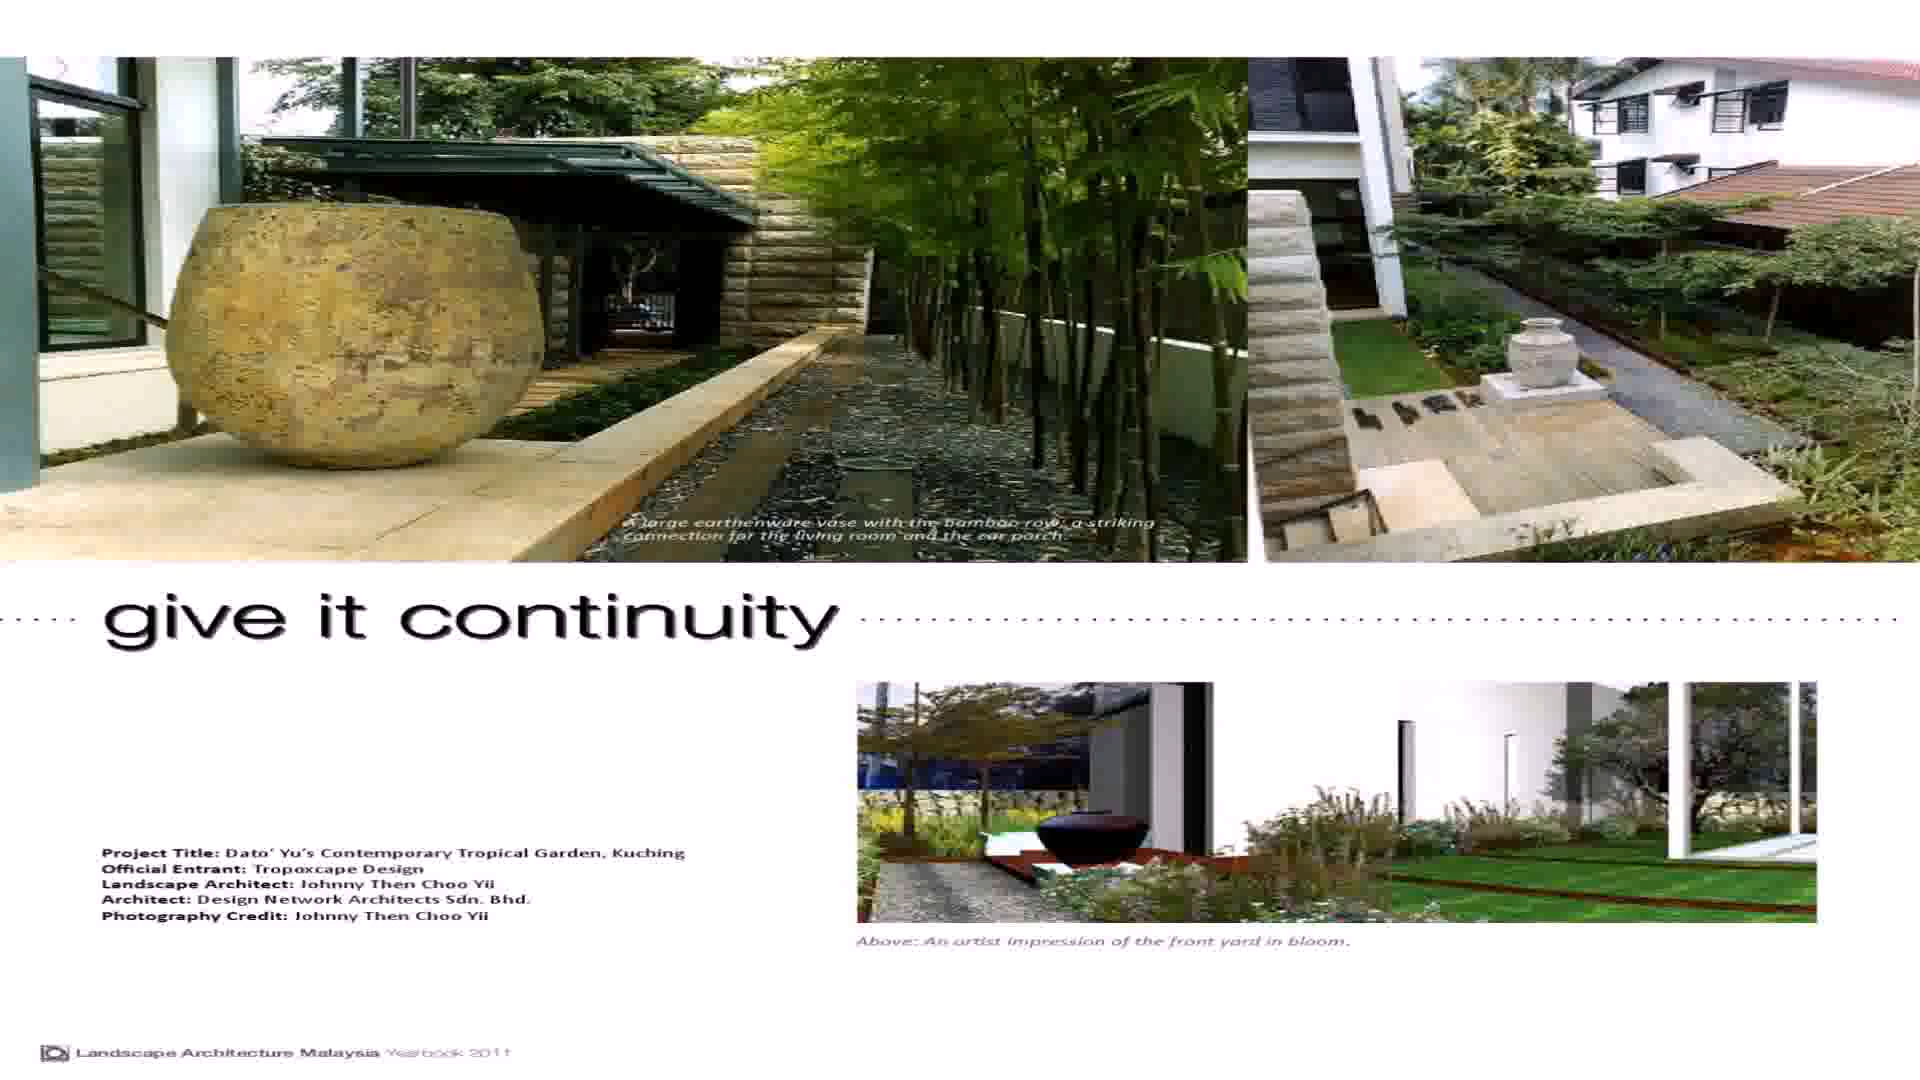 A large earthenware vase with the bamboo row; a striking
connection for the living room and the car porch.
give it continuity
Project Title: Dato' Yu's Contemporary Tropical Garden, Kuching
Official Entrant: Tropoxcape Design
Landscape Architect: Johnny Then Choo Yii
Architect: Design Network Architects Sdn. Bhd.
Photography Credit: Johnny Then Choo Yii
Above: An artist impression of the front yard in bloom.
Landscape Architecture Malaysia Yearbook 2011